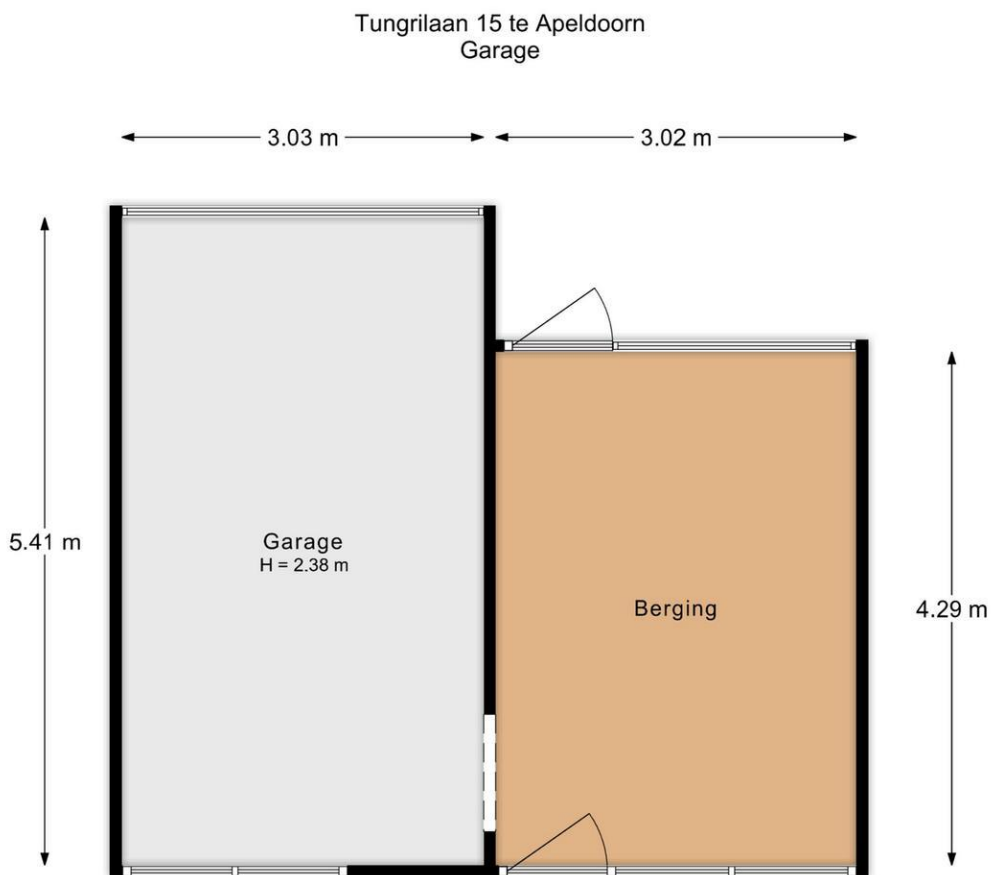 Tungrilaan 15 te Apeldoorn
Garage
3.03 m
3.02 m
5.41 m
Garage
H = 2.38 m
Berging
4.29 m